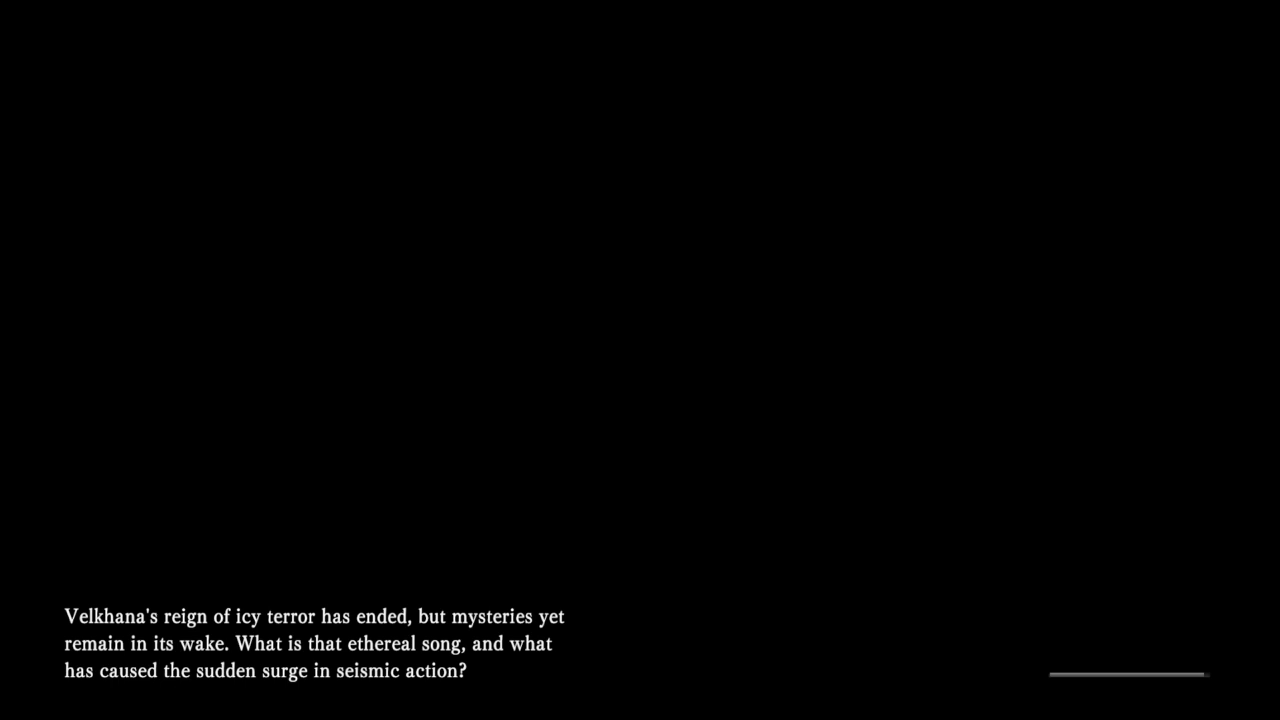 Velkhana's reign of icy terror has ended, but mysteries yet
remain in its wake. What is that ethereal song, and what
has caused the sudden surge in seismic action?